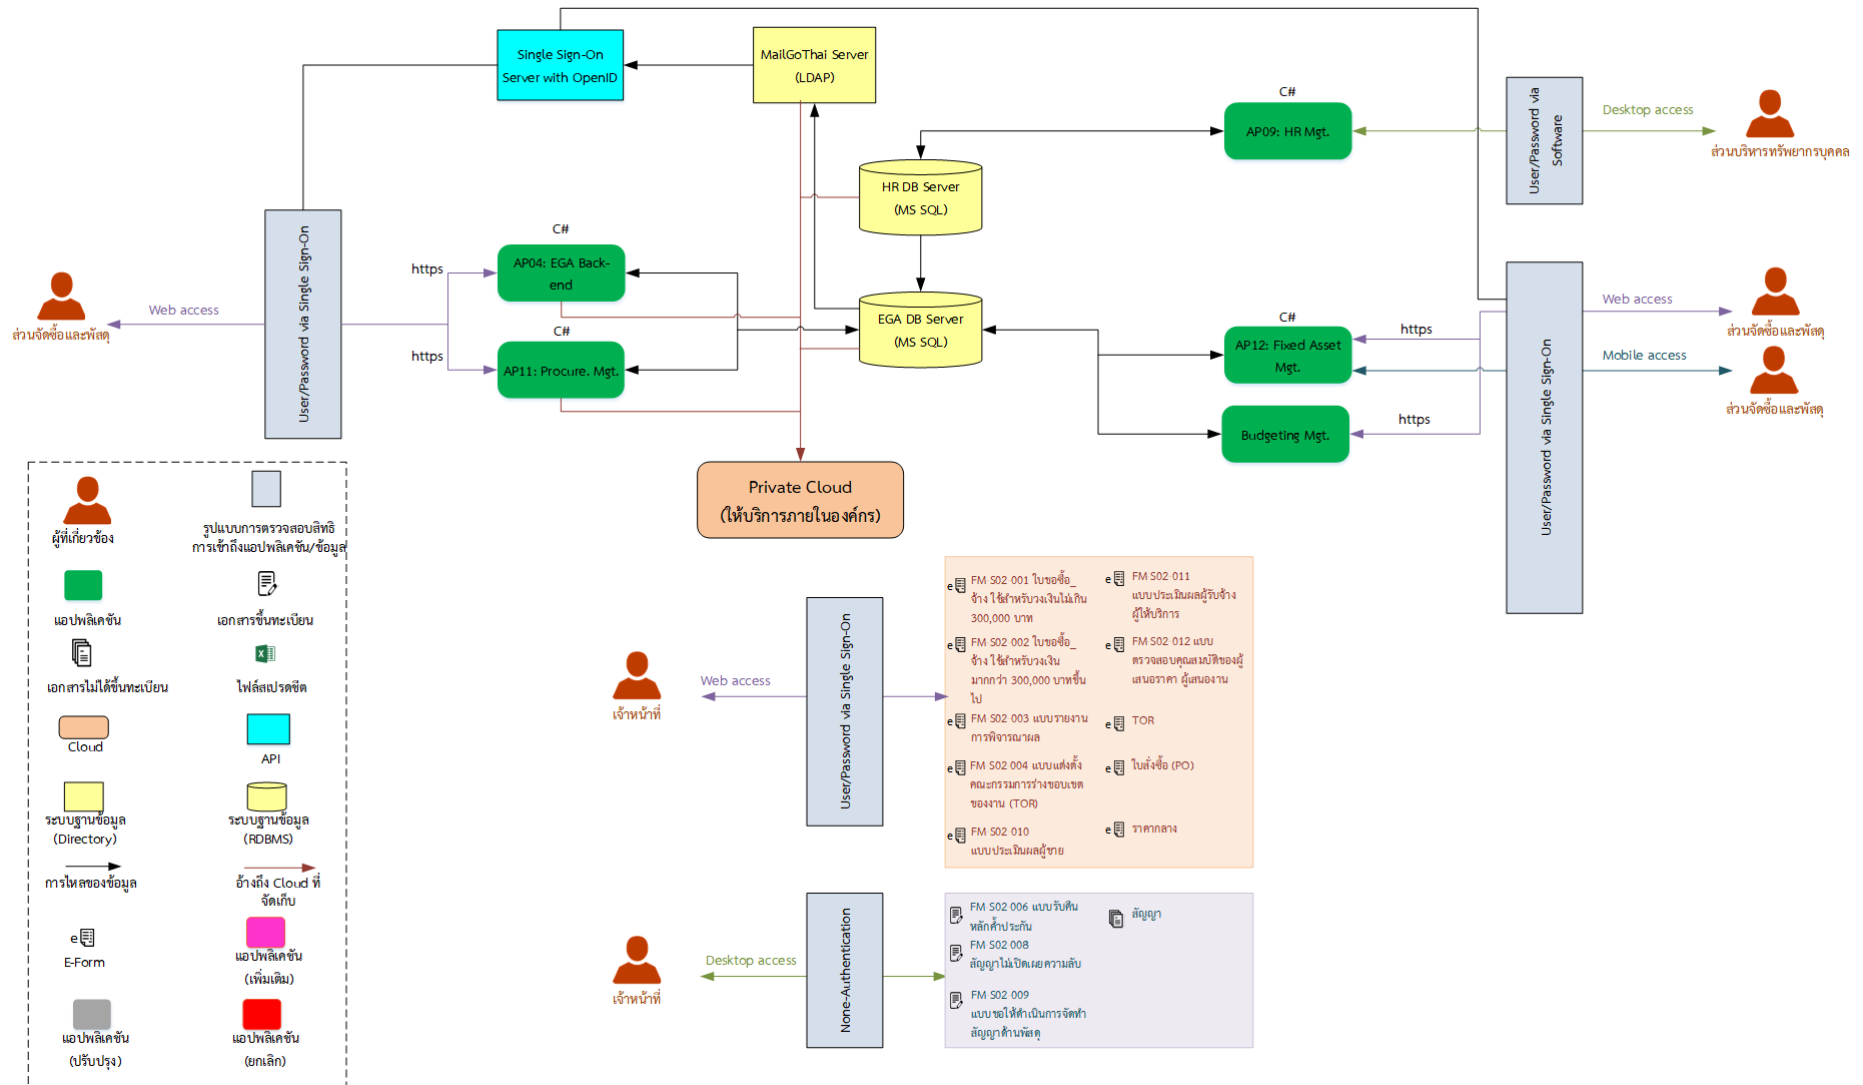 Single Sign-On
Server with OpenID
MailGoThai Server
(LDAP)
C#
AP09: HR Mgt.
User/Password via
Software
Desktop access
ส่วนบริหารทรัพยากรบุคคล
HR DB Server
(MS SQL)
User/Password via Single Sign-On
Web access
ส่วนจัดซื้อและพัสดุ
https
https
C#
AP04: EGA Back-
end
C#
AP11: Procure. Mgt.
EGA DB Server
(MS SQL)
C#
AP12: Fixed Asset
Mgt.
Budgeting Mgt.
https
https
User/Password via Single Sign-On
Web access
ส่วนจัดซื้อและพัสดุ
Mobile access
ส่วนจัดซื้อและพัสดุ
Private Cloud
(ให้บริการภายในองค์กร)
ผู้ที่เกี่ยวข้อง
รูปแบบการตรวจสอบสิทธิ
การเข้าถึงแอปพลิเคชัน/ข้อมูล
แอปพลิเคชัน
เอกสารขึ้นทะเบียน
เอกสารไม่ได้ขึ้นทะเบียน
ไฟล์สเปรดชีต
Cloud
API
ระบบฐานข้อมูล
(Directory)
ระบบฐานข้อมูล
(RDBMS)
การไหลของข้อมูล
อ้างถึง Cloud ที่
จัดเก็บ
e
E-Form
แอปพลิเคชัน
(เพิ่มเติม)
แอปพลิเคชัน
(ปรับปรุง)
แอปพลิเคชัน
(ยกเลิก)
เจ้าหน้าที่
Web access
User/Password via Single Sign-On
e FM S02 001 ใบขอซื้อ_
จ้าง ใช้สำหรับวงเงินไม่เกิน
300,000 บาท
e FM S02 002 ใบขอซื้อ_
จ้าง ใช้สำหรับวงเงิน
มากกว่า 300,000 บาทขึ้น
ไป
e FM S02 003 แบบรายงาน
การพิจารณาผล
e FM S02 004 แบบแต่งตั้ง
คณะกรรมการร่างขอบเขต
ของงาน (TOR)
e FM S02 010
แบบประเมินผลผู้ขาย
e FM S02 011
แบบประเมินผลผู้รับจ้าง
ผู้ให้บริการ
e FM S02 012 แบบ
ตรวจสอบคุณสมบัติของผู้
เสนอราคา ผู้เสนองาน
e TOR
e ใบสั่งซื้อ (PO)
e ราคากลาง
เจ้าหน้าที่
Desktop access
None-Authentication
FM S02 006 แบบรับคืน
หลักค้ำประกัน
FM S02 008
สัญญาไม่เปิดเผยความลับ
FM S02 009
แบบขอให้ดำเนินการจัดทำ
สัญญาด้านพัสดุ
สัญญา